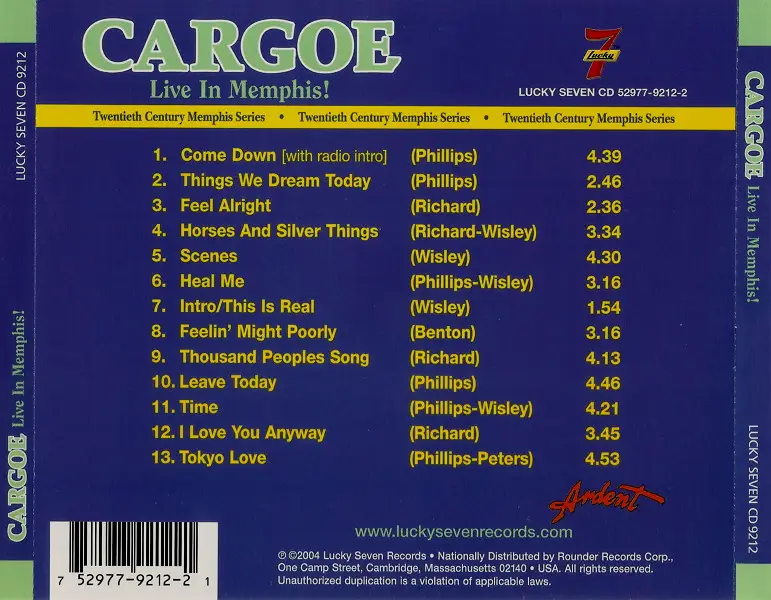 CARGOE
Live In Memphis!
7
Lucky
LUCKY SEVEN CD 52977-9212-2
Twentieth Century Memphis Series • Twentieth Century Memphis Series • Twentieth Century Memphis Series
1. Come Down [with radio intro] (Phillips) 4.39
2. Things We Dream Today (Phillips) 2.46
3. Feel Alright (Richard) 2.36
4. Horses And Silver Things (Richard-Wisley) 3.34
5. Scenes (Wisley) 4.30
6. Heal Me (Phillips-Wisley) 3.16
7. Intro/This Is Real (Wisley) 1.54
8. Feelin' Might Poorly (Benton) 3.16
9. Thousand Peoples Song (Richard) 4.13
10. Leave Today (Phillips) 4.46
11. Time (Phillips-Wisley) 4.21
12. I Love You Anyway (Richard) 3.45
13. Tokyo Love (Phillips-Peters) 4.53
Ardent
www.luckysevenrecords.com
℗ ©2004 Lucky Seven Records • Nationally Distributed by Rounder Records Corp.,
One Camp Street, Cambridge, Massachusetts 02140 • USA. All rights reserved.
Unauthorized duplication is a violation of applicable laws.
7 52977-9212-2 1
CARGOE Live In Memphis! LUCKY SEVEN CD 9212
CARGOE Live In Memphis! LUCKY SEVEN CD 9212